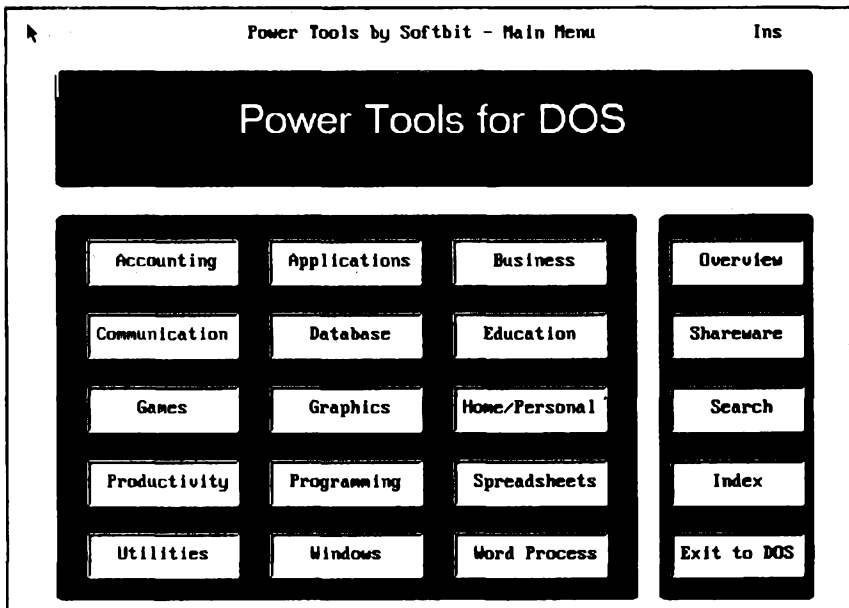 Power Tools by Softbit - Main Menu Ins
Power Tools for DOS
Accounting Applications Business Overview
Communication Database Education Shareware
Games Graphics Home/Personal Search
Productivity Programming Spreadsheets Index
Utilities Windows Word Process Exit to DOS